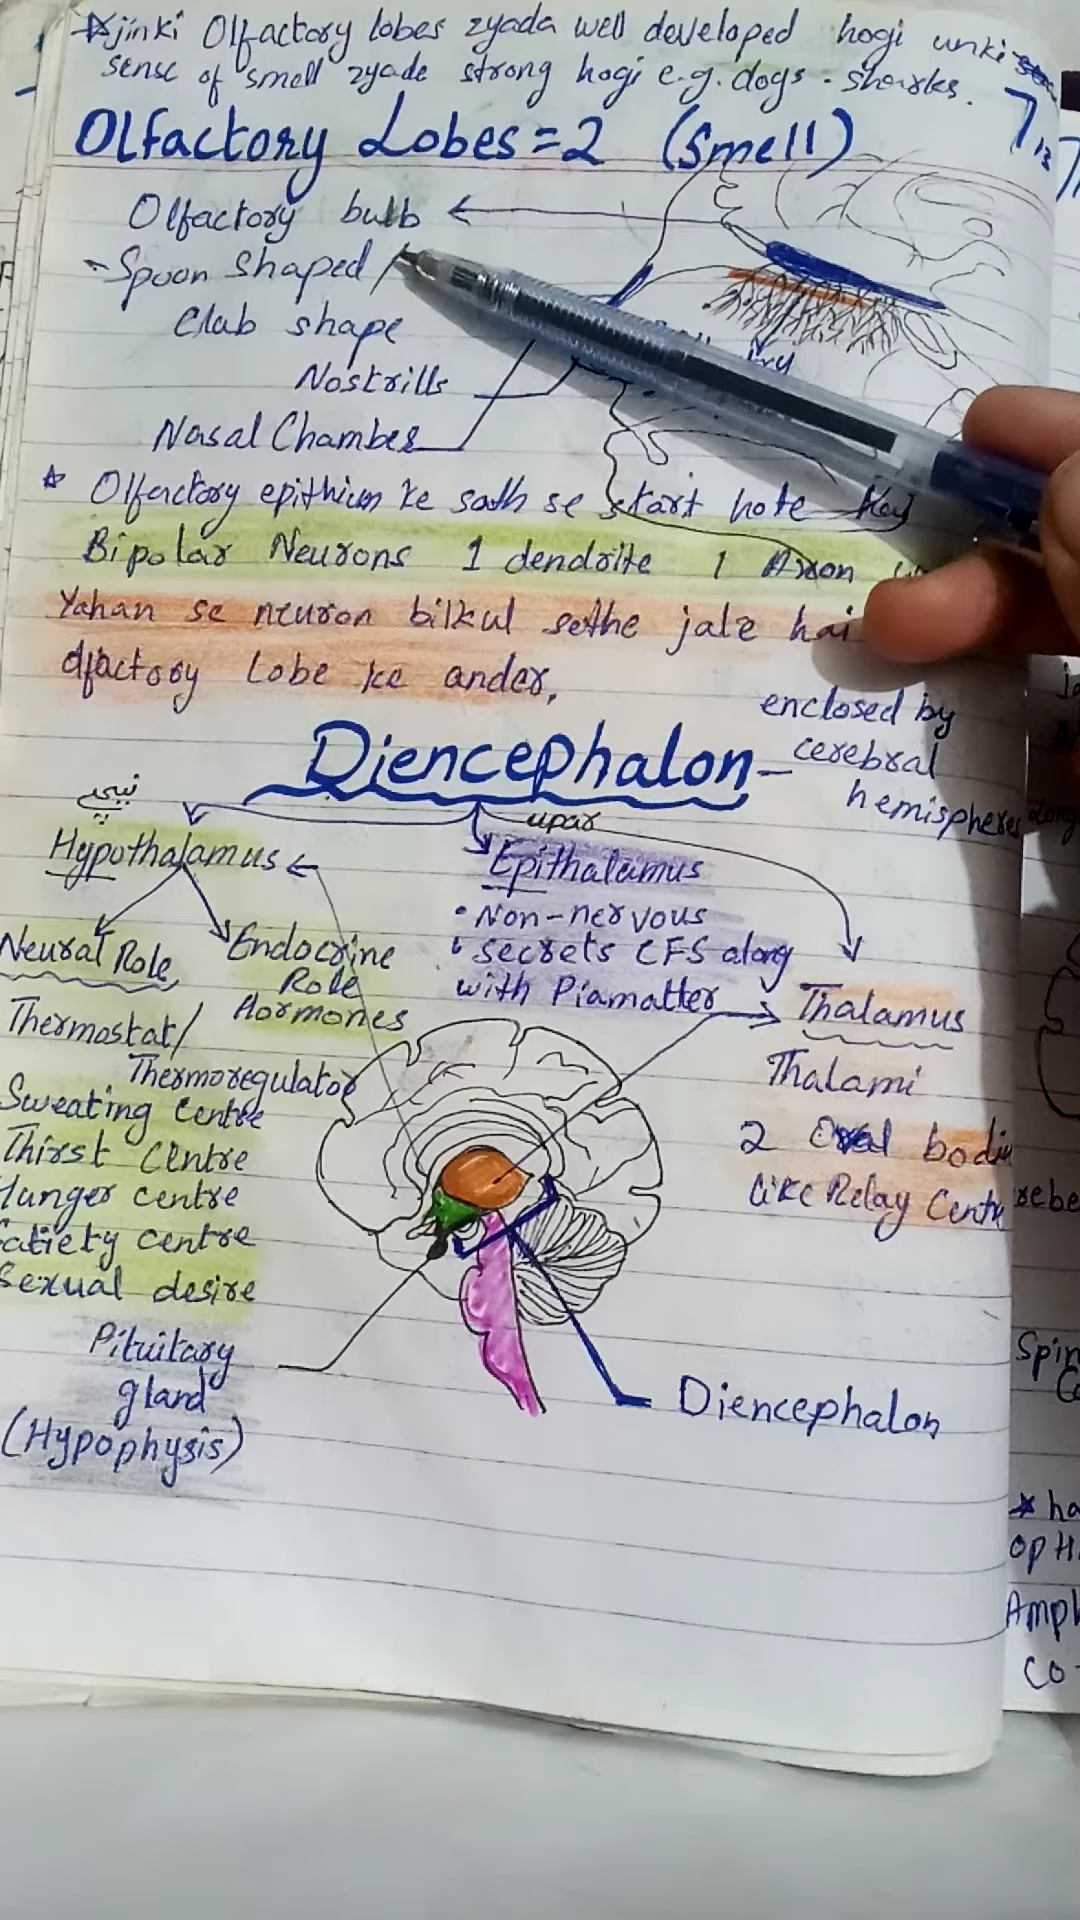 jinki Olfactory lobes zyada well developed hogi unki
sense of smell zyade strong hogi e.g. dogs. sharks.
Olfactory Lobes=2 (Smell)
Olfactory bulb
Spoon shaped /
Club shape
Nostrills
Nasal Chamber
Olfactory epithium ke sath se start hote
Bipolar Neurons 1 dendrite 1 Axon
Yahan se neuron bilkul sethe jate hai
olfactory Lobe ke ander,
enclosed by
Diencephalon-
cerebral
hemispheres
نیچے
upar
Hypothalamus
Epithalamus
• Non-nervous
• secrets CFS along
with Piamatter
Neural Role
Endocrine
Role
Hormones
Thalamus
Thermostat/
Thermoregulator
Thalami
Sweating Centre
2 Oval
like Relay
Thirst Centre
Hunger centre
Satiety centre
Sexual desire
Pituitary
gland
(Hypophysis)
Diencephalon